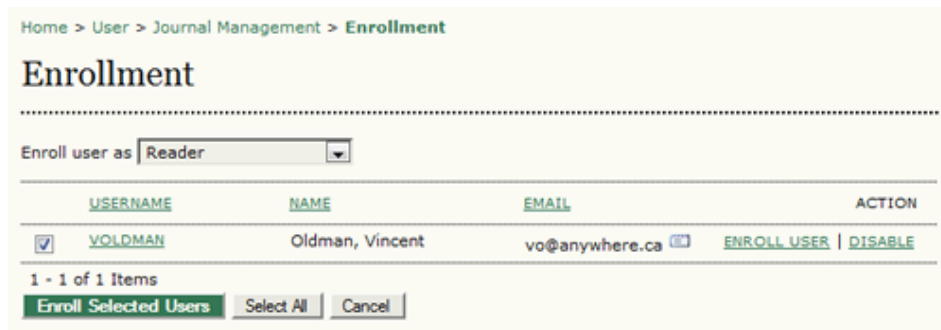 Home > User > Journal Management > Enrollment
Enrollment
Enroll user as Reader
USERNAME NAME EMAIL ACTION
VOLDMAN Oldman, Vincent vo@anywhere.ca ENROLL USER | DISABLE
1 - 1 of 1 Items
Enroll Selected Users Select All Cancel